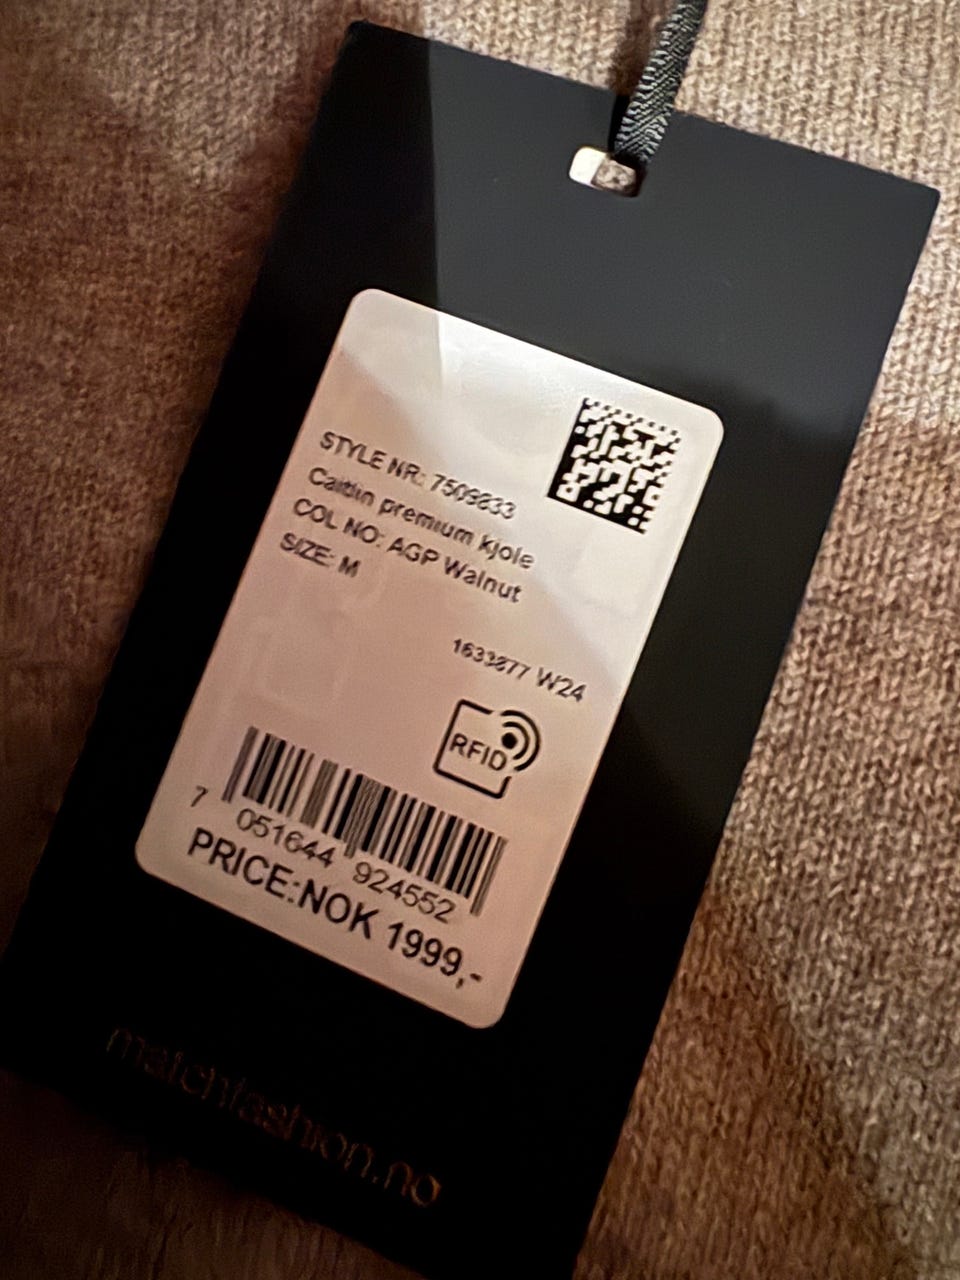 STYLE NR: 7509833
Caitlin premium kjole
COL NO: AGP Walnut
SIZE: M
1633877 W24
RFID
7 051644 924552
PRICE:NOK 1999,-
matchfashion.no